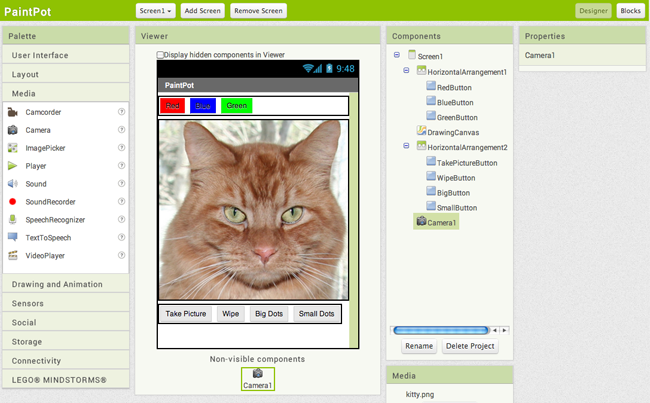 PaintPot
Screen1 Add Screen Remove Screen
Designer Blocks
Palette
User Interface
Layout
Media
Camcorder ?
Camera ?
ImagePicker ?
Player ?
Sound ?
SoundRecorder ?
SpeechRecognizer ?
TextToSpeech ?
VideoPlayer ?
Drawing and Animation
Sensors
Social
Storage
Connectivity
LEGO® MINDSTORMS®
Viewer
Display hidden components in Viewer
9:48
PaintPot
Red Blue Green
Take Picture Wipe Big Dots Small Dots
Non-visible components
Camera1
Components
Screen1
HorizontalArrangement1
RedButton
BlueButton
GreenButton
DrawingCanvas
HorizontalArrangement2
TakePictureButton
WipeButton
BigButton
SmallButton
Camera1
Rename Delete Project
Media
kitty.png
Properties
Camera1